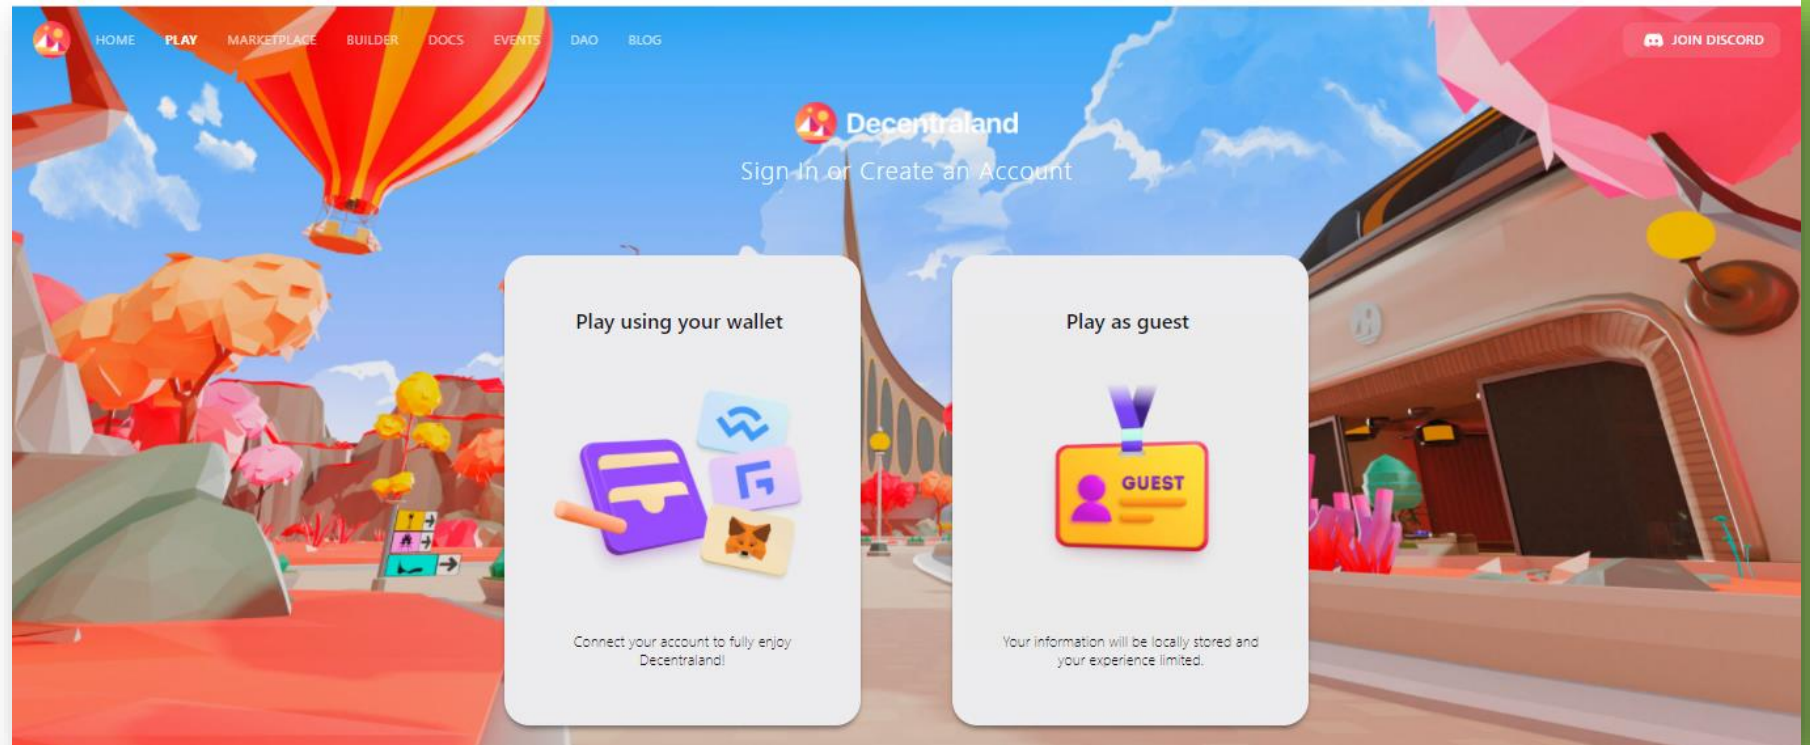 HOME PLAY MARKETPLACE BUILDER DOCS EVENTS DAO BLOG JOIN DISCORD
Decentraland
Sign In or Create an Account
Play using your wallet
Connect your account to fully enjoy
Decentraland!
Play as guest
GUEST
Your information will be locally stored and
your experience limited.